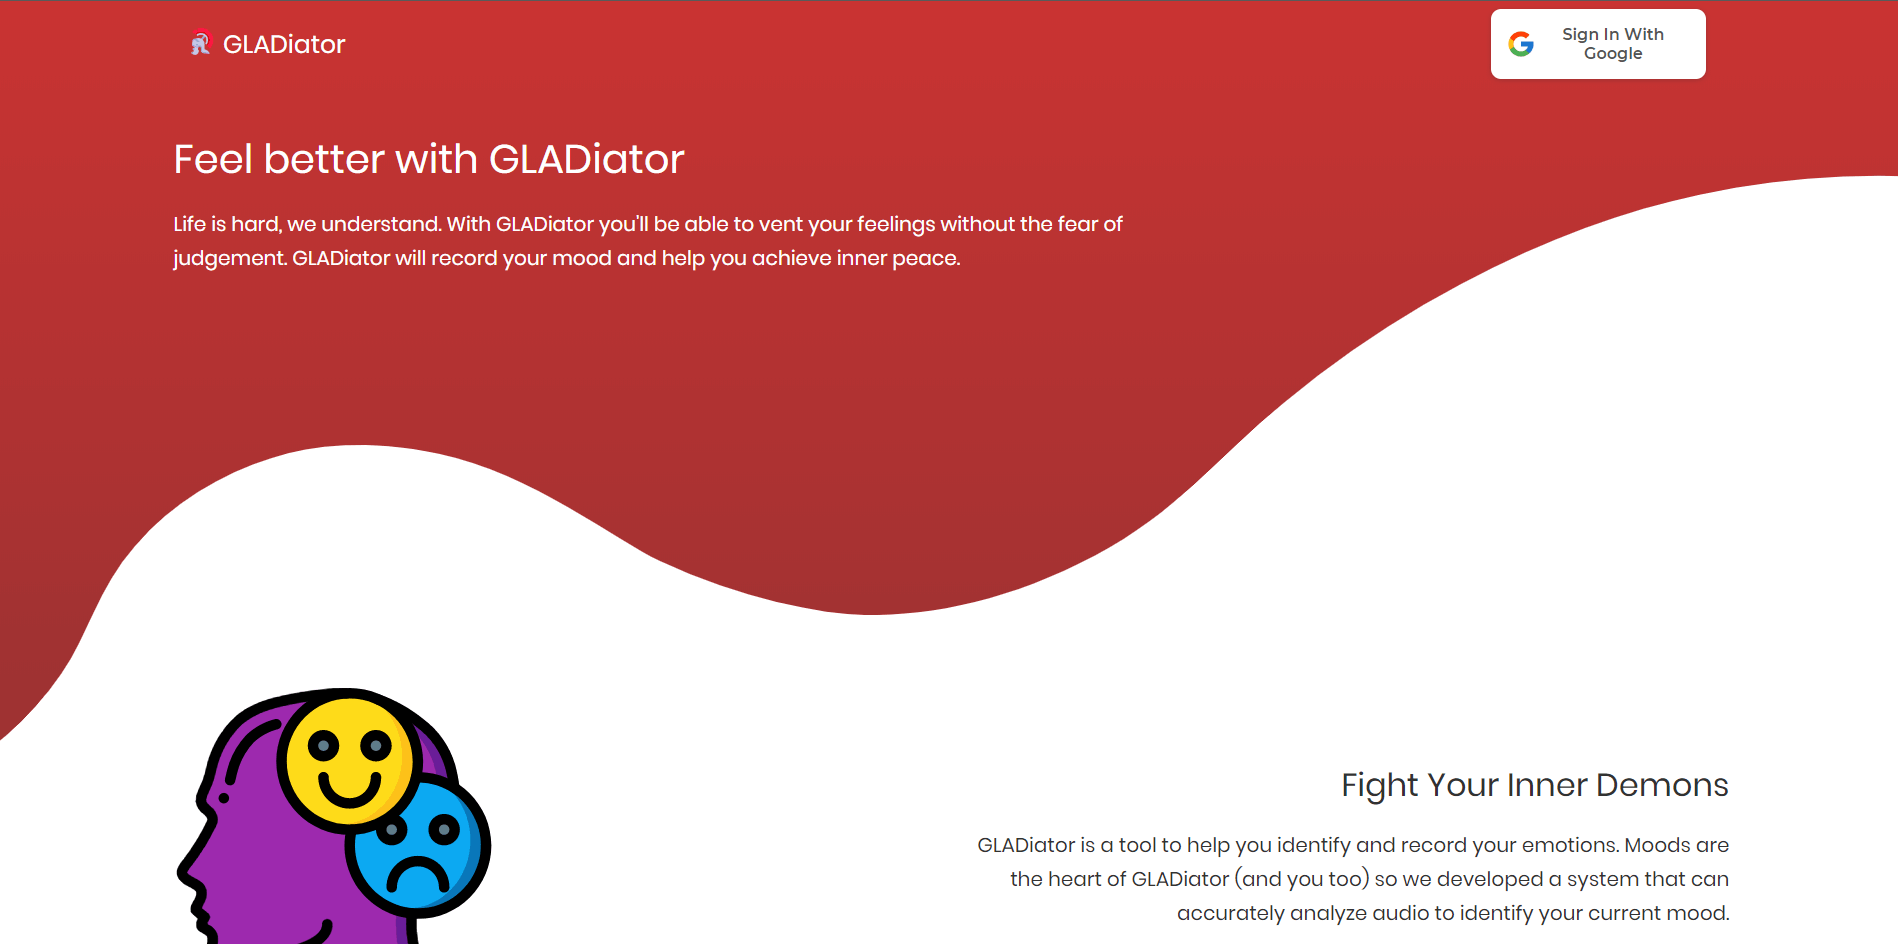 GLADiator
Sign In With
Google
Feel better with GLADiator
Life is hard, we understand. With GLADiator you'll be able to vent your feelings without the fear of
judgement. GLADiator will record your mood and help you achieve inner peace.
Fight Your Inner Demons
GLADiator is a tool to help you identify and record your emotions. Moods are
the heart of GLADiator (and you too) so we developed a system that can
accurately analyze audio to identify your current mood.